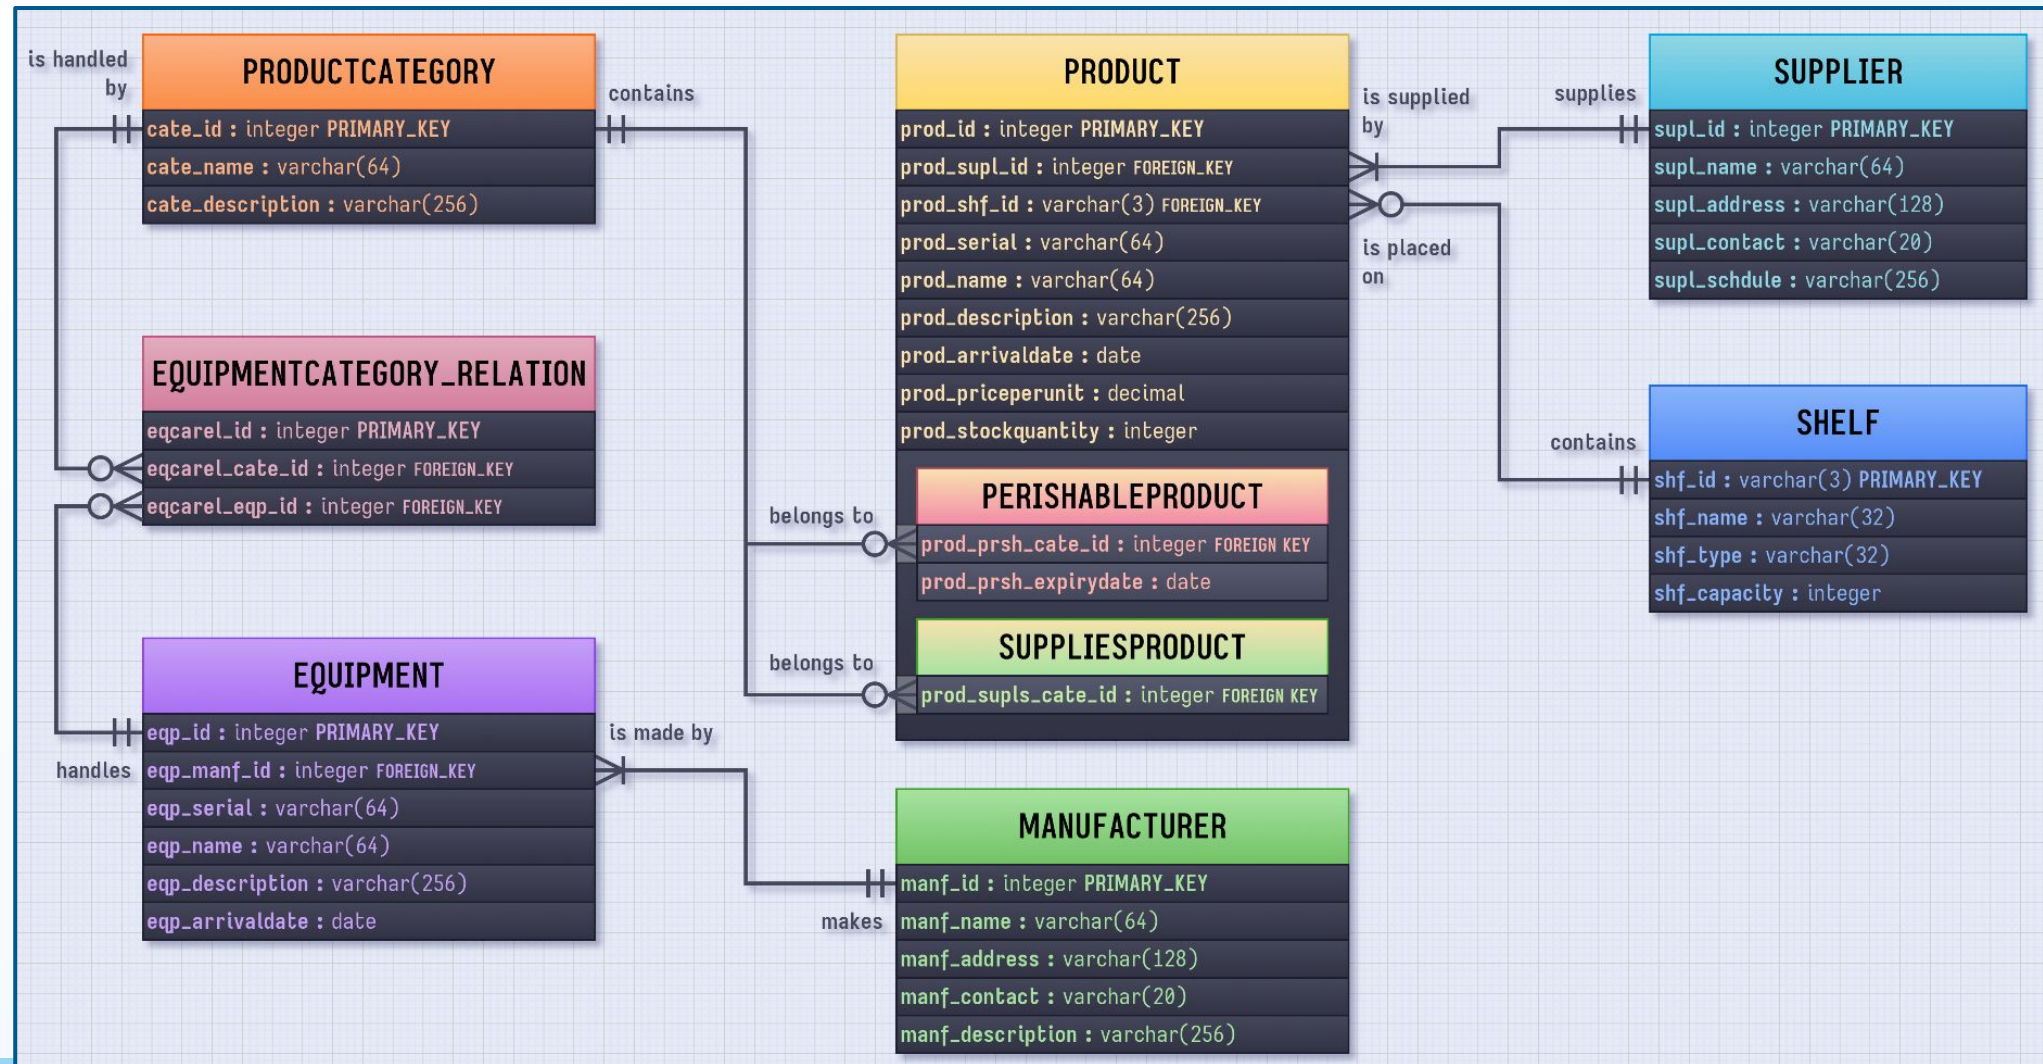 is handled
by
PRODUCTCATEGORY
cate_id : integer PRIMARY_KEY
cate_name : varchar(64)
cate_description : varchar(256)
contains
EQUIPMENTCATEGORY_RELATION
eqcarel_id : integer PRIMARY_KEY
eqcarel_cate_id : integer FOREIGN_KEY
eqcarel_eqp_id : integer FOREIGN_KEY
EQUIPMENT
eqp_id : integer PRIMARY_KEY
eqp_manf_id : integer FOREIGN_KEY
eqp_serial : varchar(64)
eqp_name : varchar(64)
eqp_description : varchar(256)
eqp_arrivaldate : date
handles
is made by
PRODUCT
prod_id : integer PRIMARY_KEY
prod_supl_id : integer FOREIGN_KEY
prod_shf_id : varchar(3) FOREIGN_KEY
prod_serial : varchar(64)
prod_name : varchar(64)
prod_description : varchar(256)
prod_arrivaldate : date
prod_priceperunit : decimal
prod_stockquantity : integer
belongs to
PERISHABLEPRODUCT
prod_prsh_cate_id : integer FOREIGN KEY
prod_prsh_expirydate : date
belongs to
SUPPLIESPRODUCT
prod_supls_cate_id : integer FOREIGN KEY
MANUFACTURER
manf_id : integer PRIMARY_KEY
manf_name : varchar(64)
manf_address : varchar(128)
manf_contact : varchar(20)
manf_description : varchar(256)
makes
is supplied
by
is placed
on
supplies
SUPPLIER
supl_id : integer PRIMARY_KEY
supl_name : varchar(64)
supl_address : varchar(128)
supl_contact : varchar(20)
supl_schdule : varchar(256)
contains
SHELF
shf_id : varchar(3) PRIMARY_KEY
shf_name : varchar(32)
shf_type : varchar(32)
shf_capacity : integer